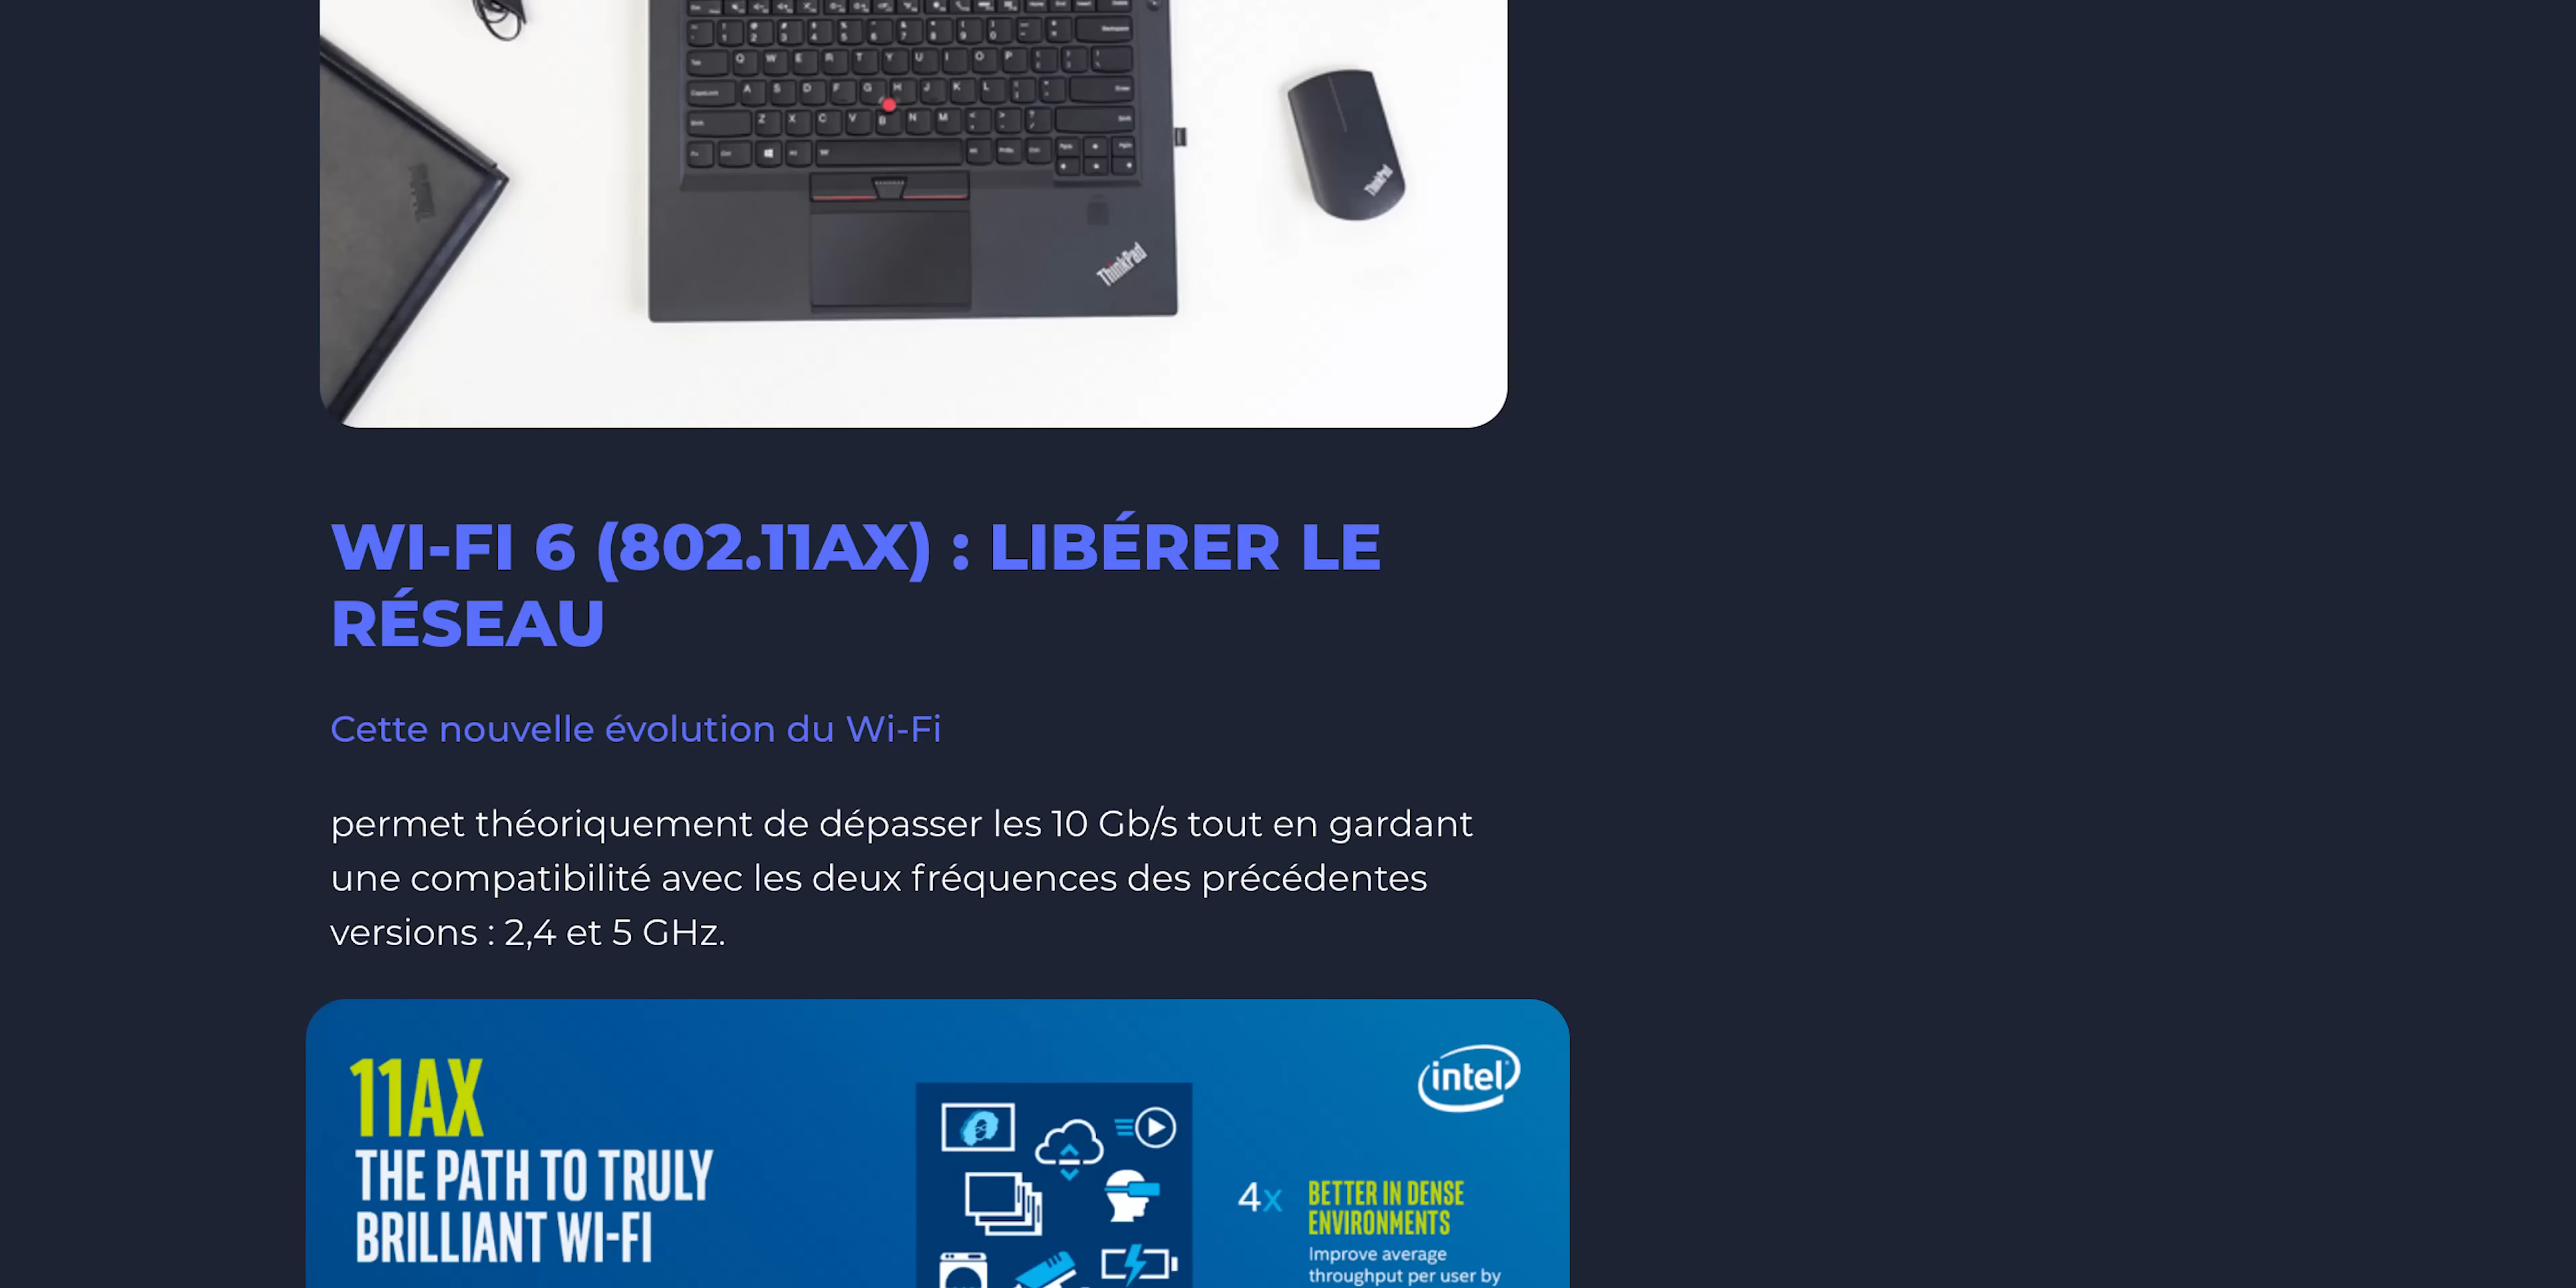 ThinkPad
ThinkPad
WI-FI 6 (802.11AX) : LIBÉRER LE
RÉSEAU
Cette nouvelle évolution du Wi-Fi
permet théoriquement de dépasser les 10 Gb/s tout en gardant
une compatibilité avec les deux fréquences des précédentes
versions : 2,4 et 5 GHz.
11AX
THE PATH TO TRULY
BRILLIANT WI-FI
intel
4x
BETTER IN DENSE
ENVIRONMENTS
Improve average
throughput per user by